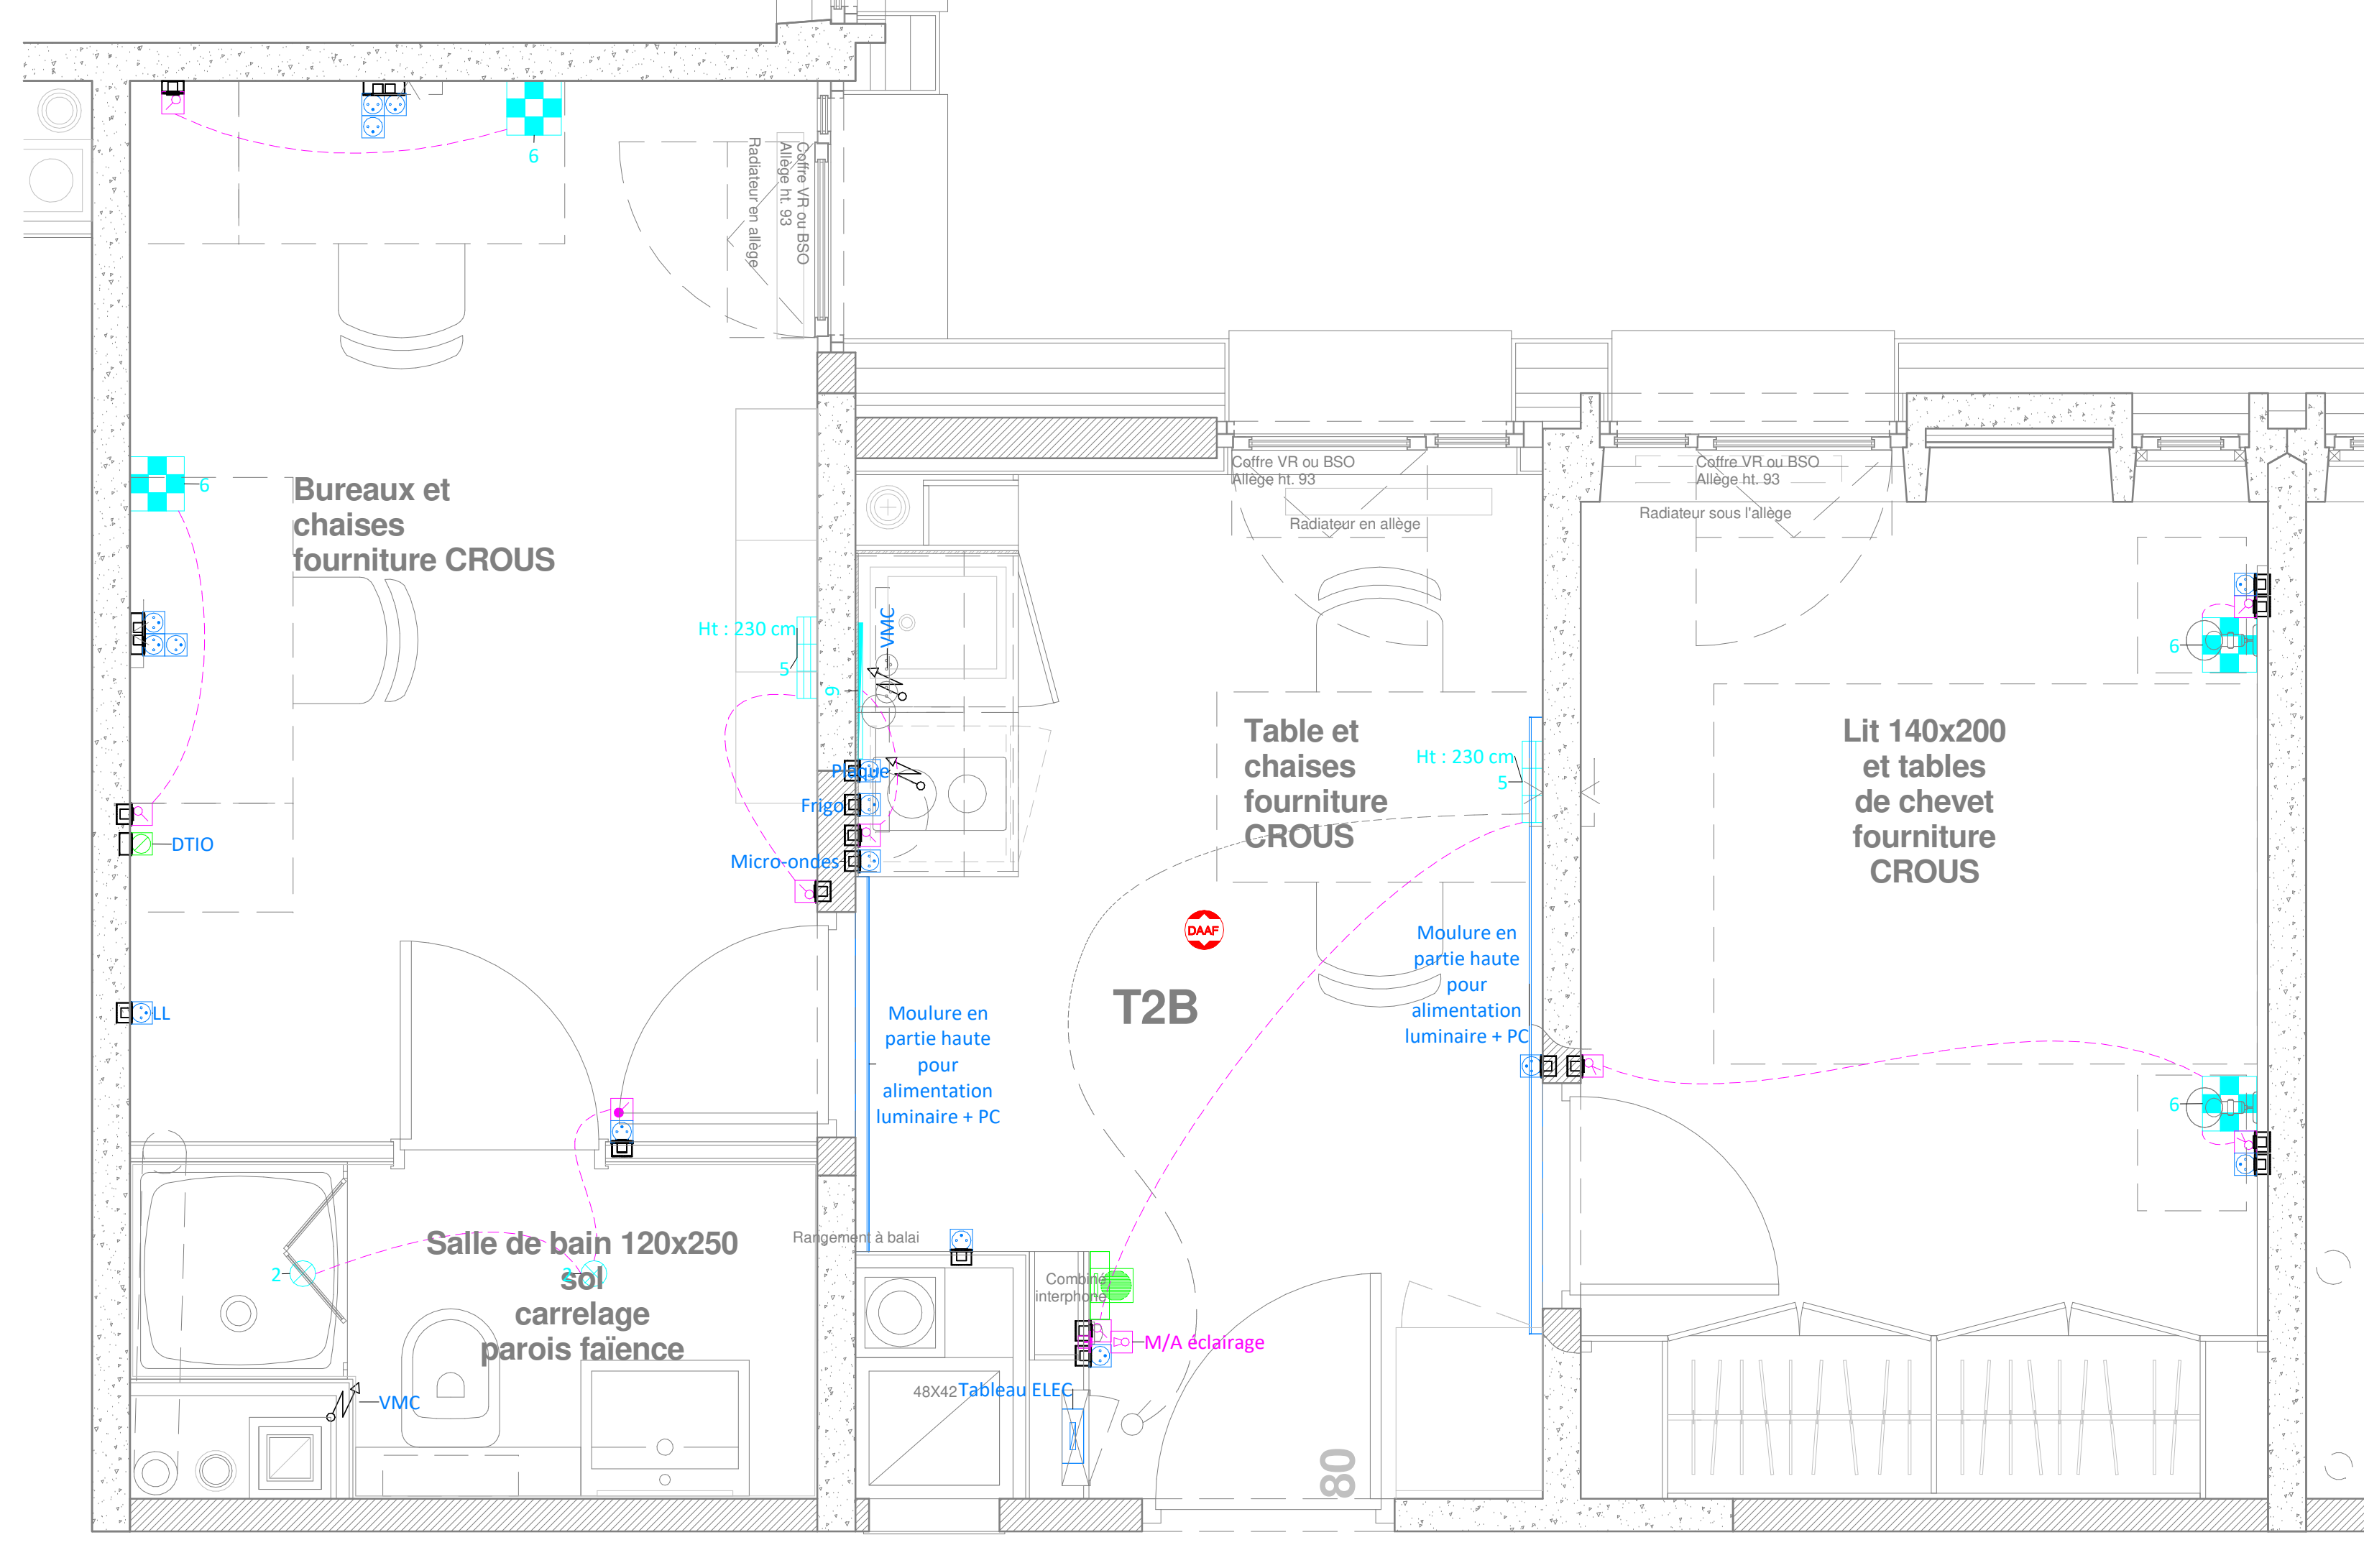 6
Coffre VR ou BSO
Allège ht. 93
Radiateur en allège
6
Bureaux et
chaises
fourniture CROUS
Coffre VR ou BSO
Allège ht. 93
Radiateur en allège
Coffre VR ou BSO
Allège ht. 93
Radiateur sous l'allège
Ht : 230 cm
5
9
VMC
6
Table et
chaises
fourniture
CROUS
Ht : 230 cm
5
Lit 140x200
et tables
de chevet
fourniture
CROUS
Plaque
Frigo
Micro-ondes
DTIO
LL
DAAF
T2B
Moulure en
partie haute
pour
alimentation
luminaire + PC
Moulure en
partie haute
pour
alimentation
luminaire + PC
6
Salle de bain 120x250
sol
carrelage
parois faïence
2
2
VMC
Rangement à balai
Combiné
interphone
M/A éclairage
48X42
Tableau ELEC
80